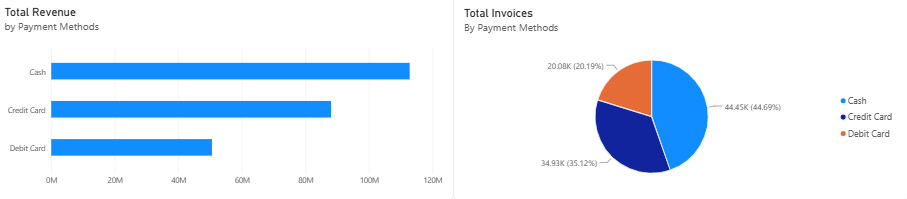 Total Revenue
by Payment Methods
Cash
Credit Card
Debit Card
0M 20M 40M 60M 80M 100M 120M
Total Invoices
By Payment Methods
20.08K (20.19%)
44.45K (44.69%)
34.93K (35.12%)
Cash
Credit Card
Debit Card